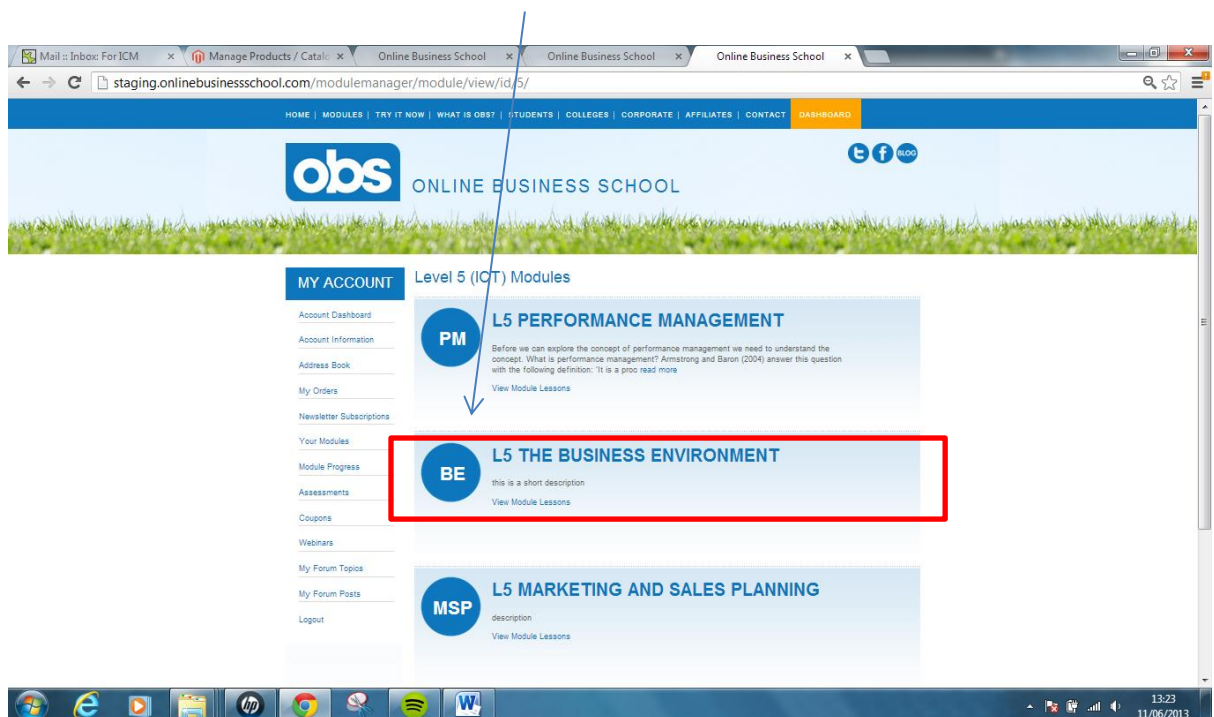 Mail :: Inbox: For ICM
Manage Products / Catalo
Online Business School
Online Business School
Online Business School
staging.onlinebusinessschool.com/modulemanager/module/view/id/5/
HOME | MODULES | TRY IT NOW | WHAT IS OBS? | STUDENTS | COLLEGES | CORPORATE | AFFILIATES | CONTACT DASHBOARD
BLOG
obs
ONLINE BUSINESS SCHOOL
MY ACCOUNT
Account Dashboard
Account Information
Address Book
My Orders
Newsletter Subscriptions
Your Modules
Module Progress
Assessments
Coupons
Webinars
My Forum Topics
My Forum Posts
Logout
Level 5 (ICT) Modules
PM
L5 PERFORMANCE MANAGEMENT
Before we can explore the concept of performance management we need to understand the
concept. What is performance management? Armstrong and Baron (2004) answer this question
with the following definition: 'It is a proc read more
View Module Lessons
BE
L5 THE BUSINESS ENVIRONMENT
this is a short description
View Module Lessons
MSP
L5 MARKETING AND SALES PLANNING
description
View Module Lessons
13:23
11/06/2013